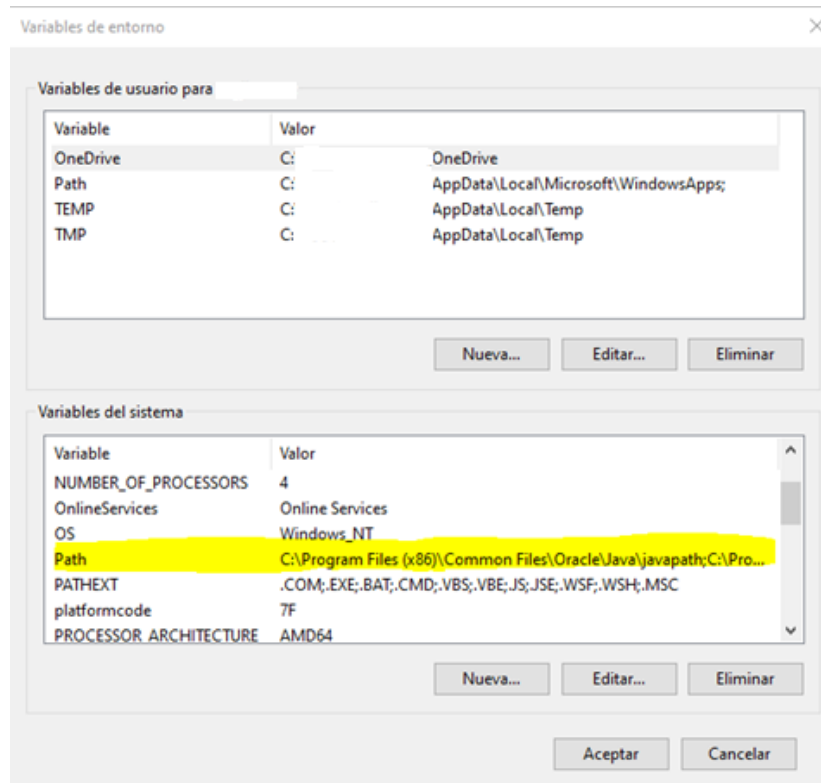 Variables de entorno
Variables de usuario para
Variable Valor
OneDrive C: OneDrive
Path C: AppData\Local\Microsoft\WindowsApps;
TEMP C: AppData\Local\Temp
TMP C: AppData\Local\Temp
Nueva... Editar... Eliminar
Variables del sistema
Variable Valor
NUMBER_OF_PROCESSORS 4
OnlineServices Online Services
OS Windows_NT
Path C:\Program Files (x86)\Common Files\Oracle\Java\javapath;C:\Pro...
PATHEXT .COM;.EXE;.BAT;.CMD;.VBS;.VBE;.JS;.JSE;.WSF;.WSH;.MSC
platformcode 7F
PROCESSOR_ARCHITECTURE AMD64
Nueva... Editar... Eliminar
Aceptar Cancelar